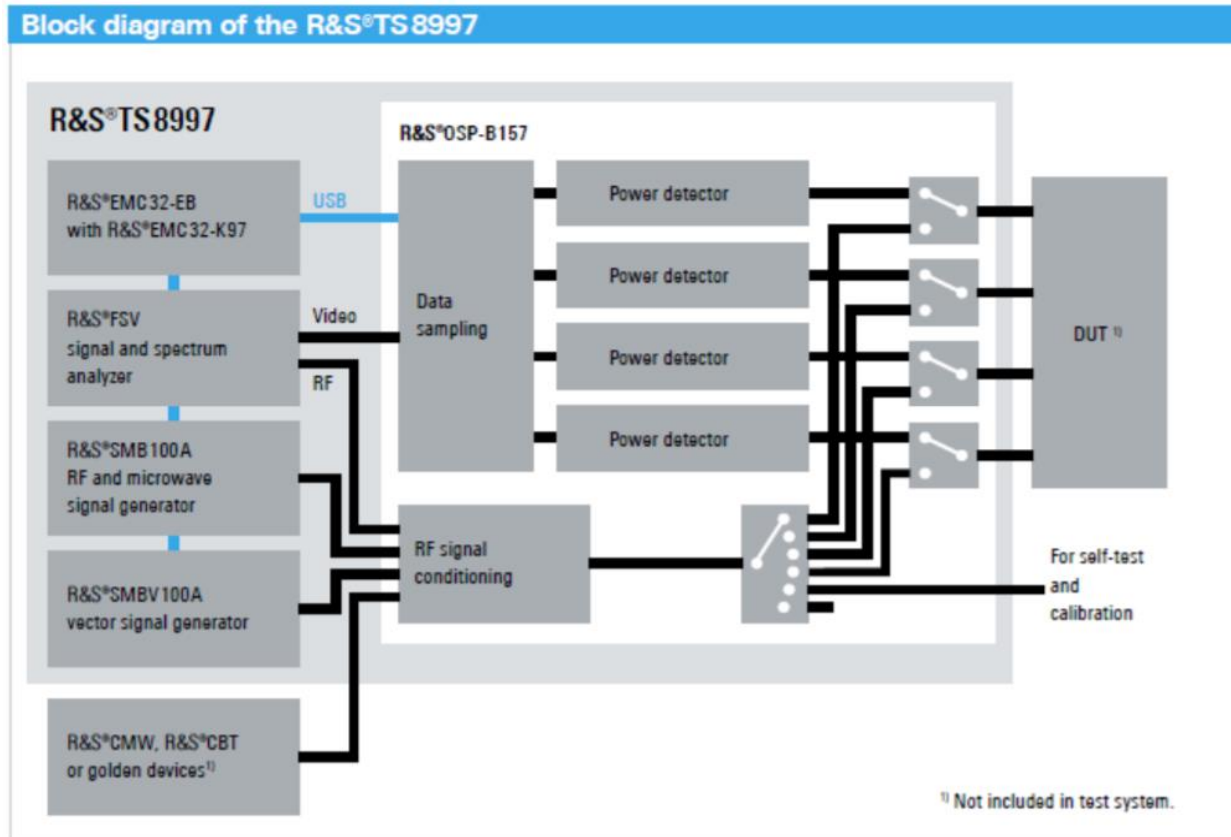 Block diagram of the R&S®TS8997
R&S®TS8997
R&S®OSP-B157
R&S®EMC32-EB
with R&S®EMC32-K97
USB
R&S®FSV
signal and spectrum
analyzer
Video
RF
R&S®SMB100A
RF and microwave
signal generator
R&S®SMBV100A
vector signal generator
R&S®CMW, R&S®CBT
or golden devices¹⁾
Data
sampling
Power detector
Power detector
Power detector
Power detector
RF signal
conditioning
DUT ¹⁾
For self-test
and
calibration
¹⁾ Not included in test system.